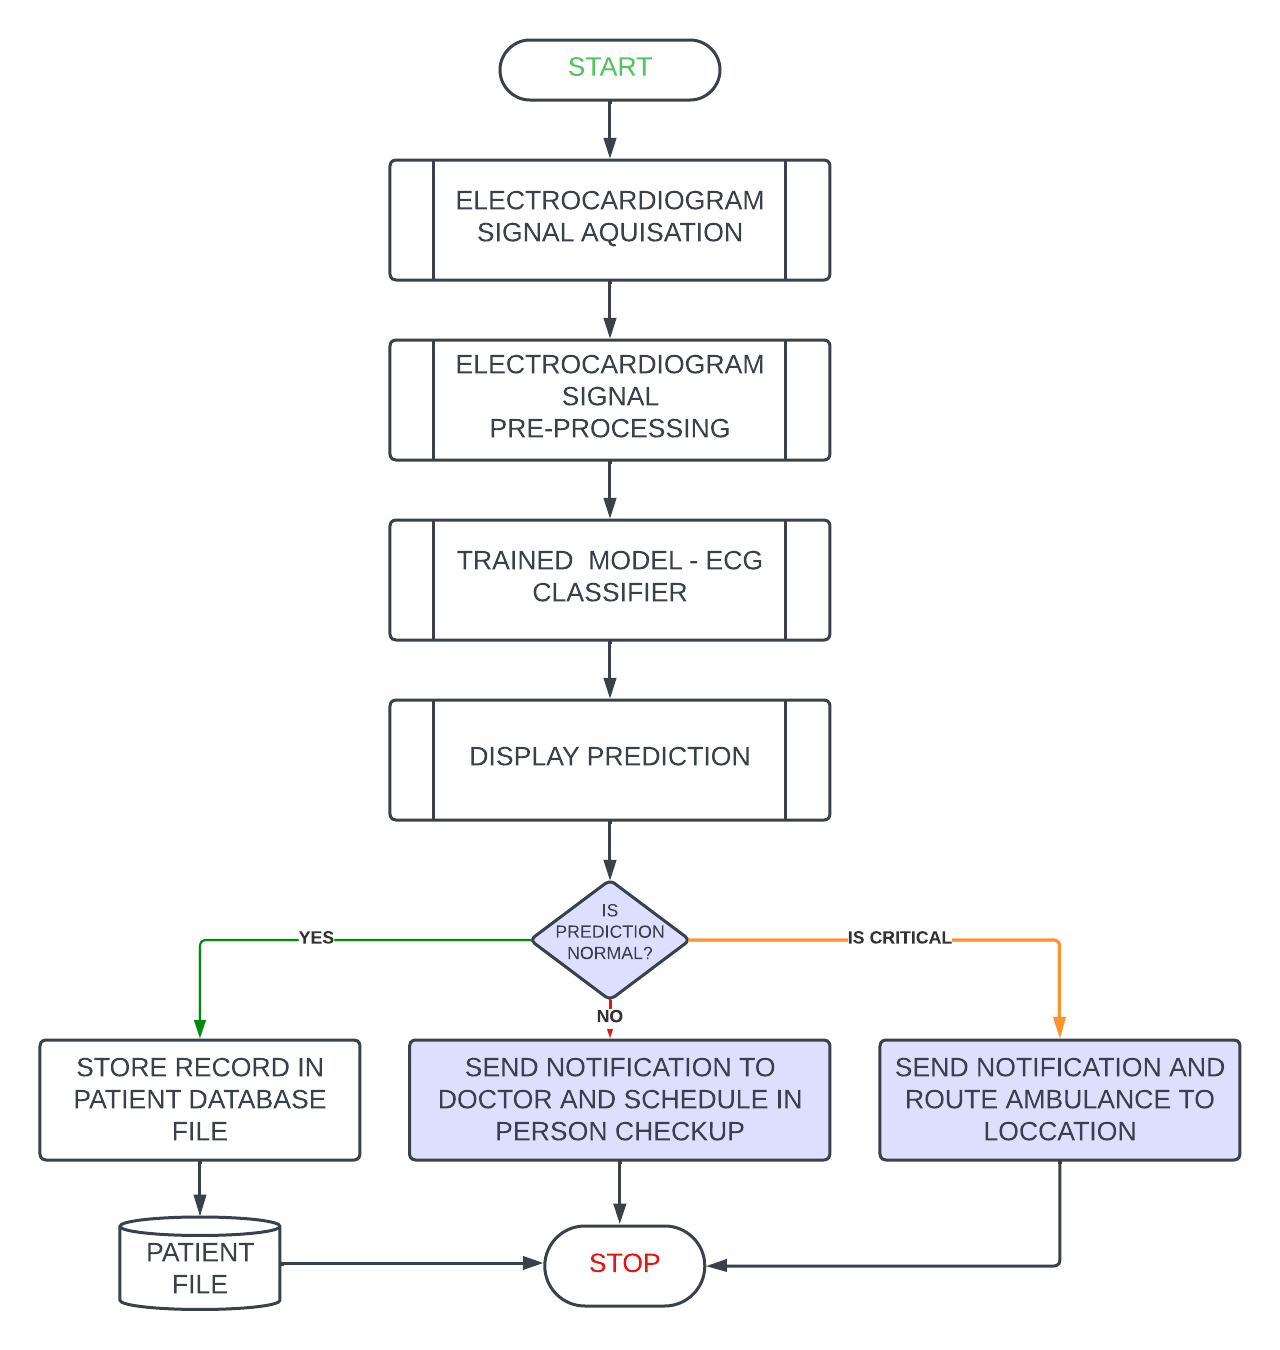 START
ELECTROCARDIOGRAM
SIGNAL AQUISATION
ELECTROCARDIOGRAM
SIGNAL
PRE-PROCESSING
TRAINED  MODEL - ECG
CLASSIFIER
DISPLAY PREDICTION
IS
PREDICTION
NORMAL?
YES
IS CRITICAL
NO
STORE RECORD IN
PATIENT DATABASE
FILE
SEND NOTIFICATION TO
DOCTOR AND SCHEDULE IN
PERSON CHECKUP
SEND NOTIFICATION AND
ROUTE AMBULANCE TO
LOCCATION
PATIENT
FILE
STOP